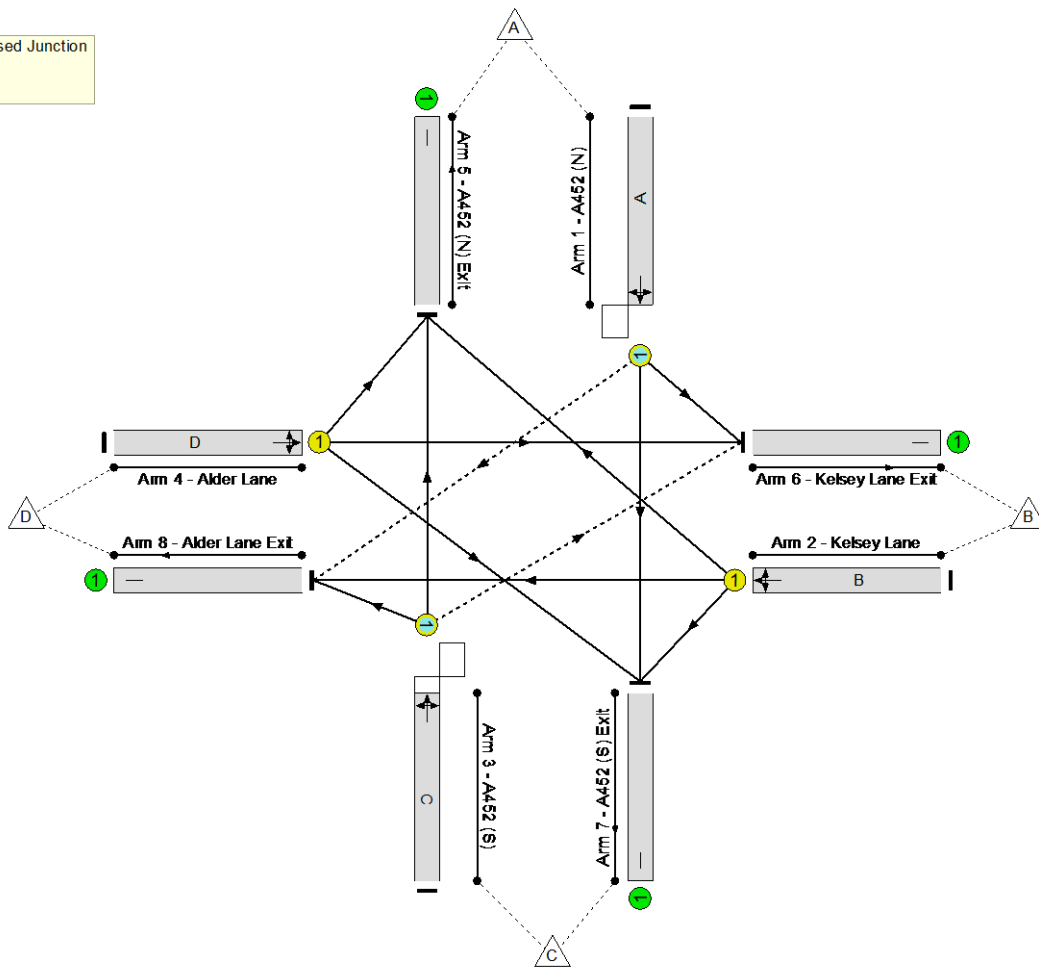 sed Junction
A
1
Arm 5 - A452 (N) Exit
Arm 1 - A452 (N)
A
1
D
1
Arm 4 - Alder Lane
1
Arm 6 - Kelsey Lane Exit
D
B
Arm 8 - Alder Lane Exit
Arm 2 - Kelsey Lane
1
1
B
1
C
Arm 3 - A452 (S)
Arm 7 - A452 (S) Exit
1
C